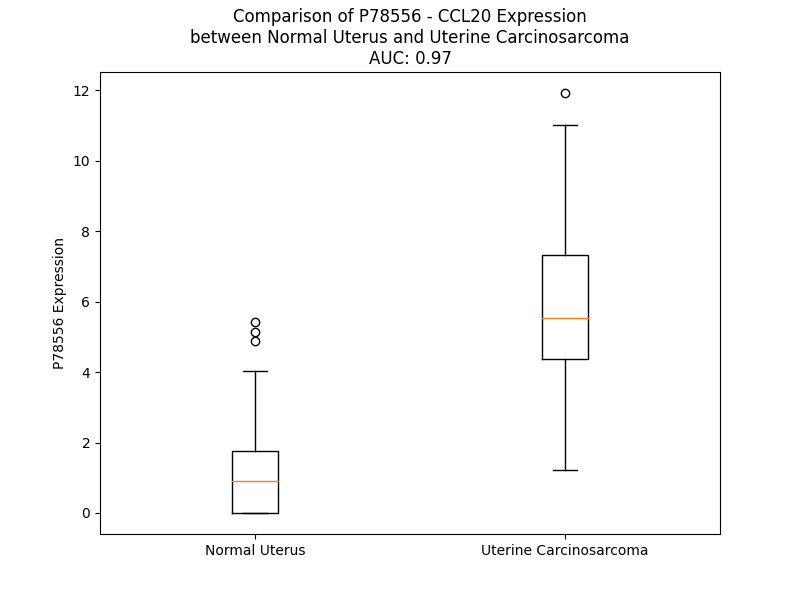 Comparison of P78556 - CCL20 Expression
between Normal Uterus and Uterine Carcinosarcoma
AUC: 0.97
12
10
8
6
4
2
0
P78556 Expression
Normal Uterus
Uterine Carcinosarcoma